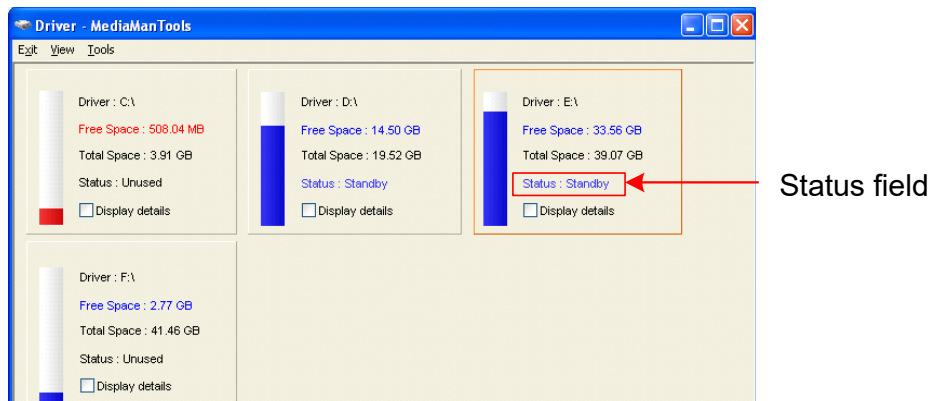 Driver - MediaManTools
Exit View Tools
Driver : C:\
Free Space : 508.04 MB
Total Space : 3.91 GB
Status : Unused
Display details
Driver : D:\
Free Space : 14.50 GB
Total Space : 19.52 GB
Status : Standby
Display details
Driver : E:\
Free Space : 33.56 GB
Total Space : 39.07 GB
Status : Standby
Display details
Status field
Driver : F:\
Free Space : 2.77 GB
Total Space : 41.46 GB
Status : Unused
Display details